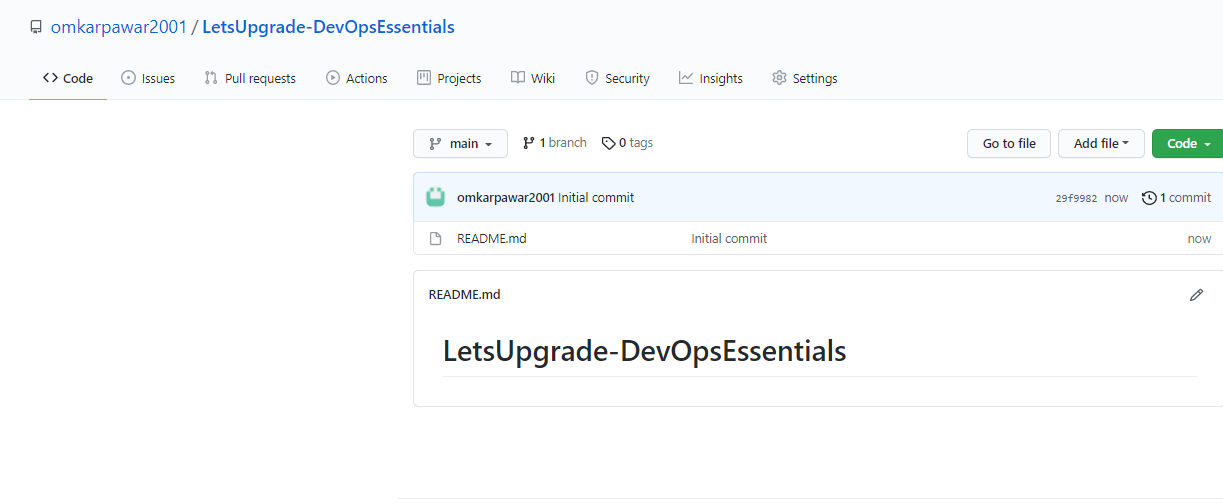 omkarpawar2001 / LetsUpgrade-DevOpsEssentials
Code Issues Pull requests Actions Projects Wiki Security Insights Settings
main 1 branch 0 tags Go to file Add file Code
omkarpawar2001 Initial commit 29f9982 now 1 commit
README.md Initial commit now
README.md
LetsUpgrade-DevOpsEssentials